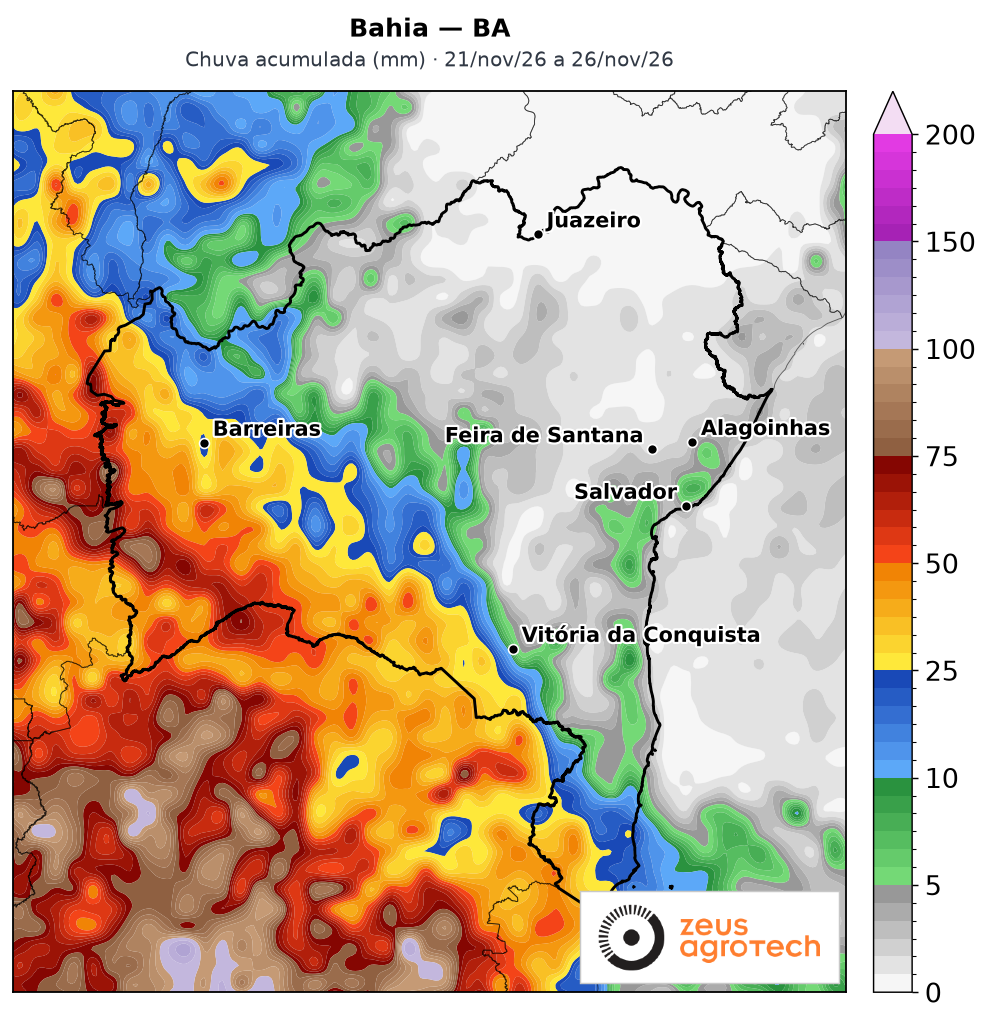 Bahia — BA
Chuva acumulada (mm) · 21/nov/26 a 26/nov/26
Juazeiro
Barreiras
Feira de Santana
Alagoinhas
Salvador
Vitória da Conquista
200
150
100
75
50
25
10
5
0
zeus
agrotech